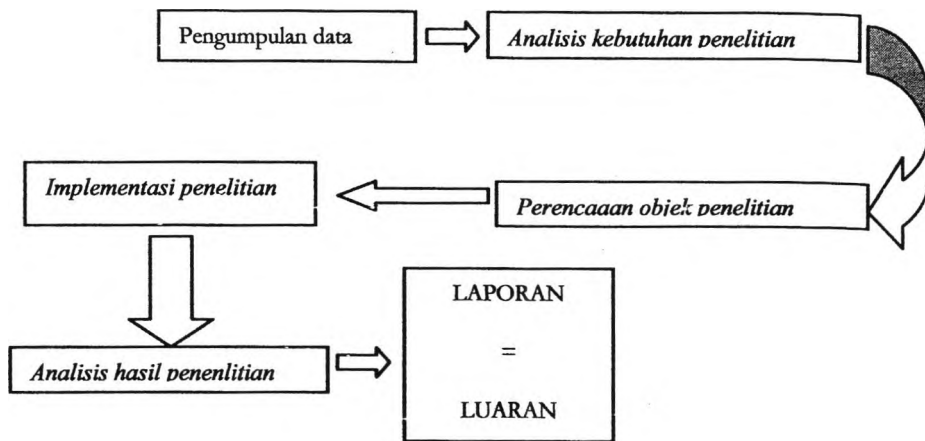 Pengumpulan data
Analisis kebutuhan penelitian
Perencaaan objek penelitian
Implementasi penelitian
Analisis hasil penenlitian
LAPORAN
=
LUARAN